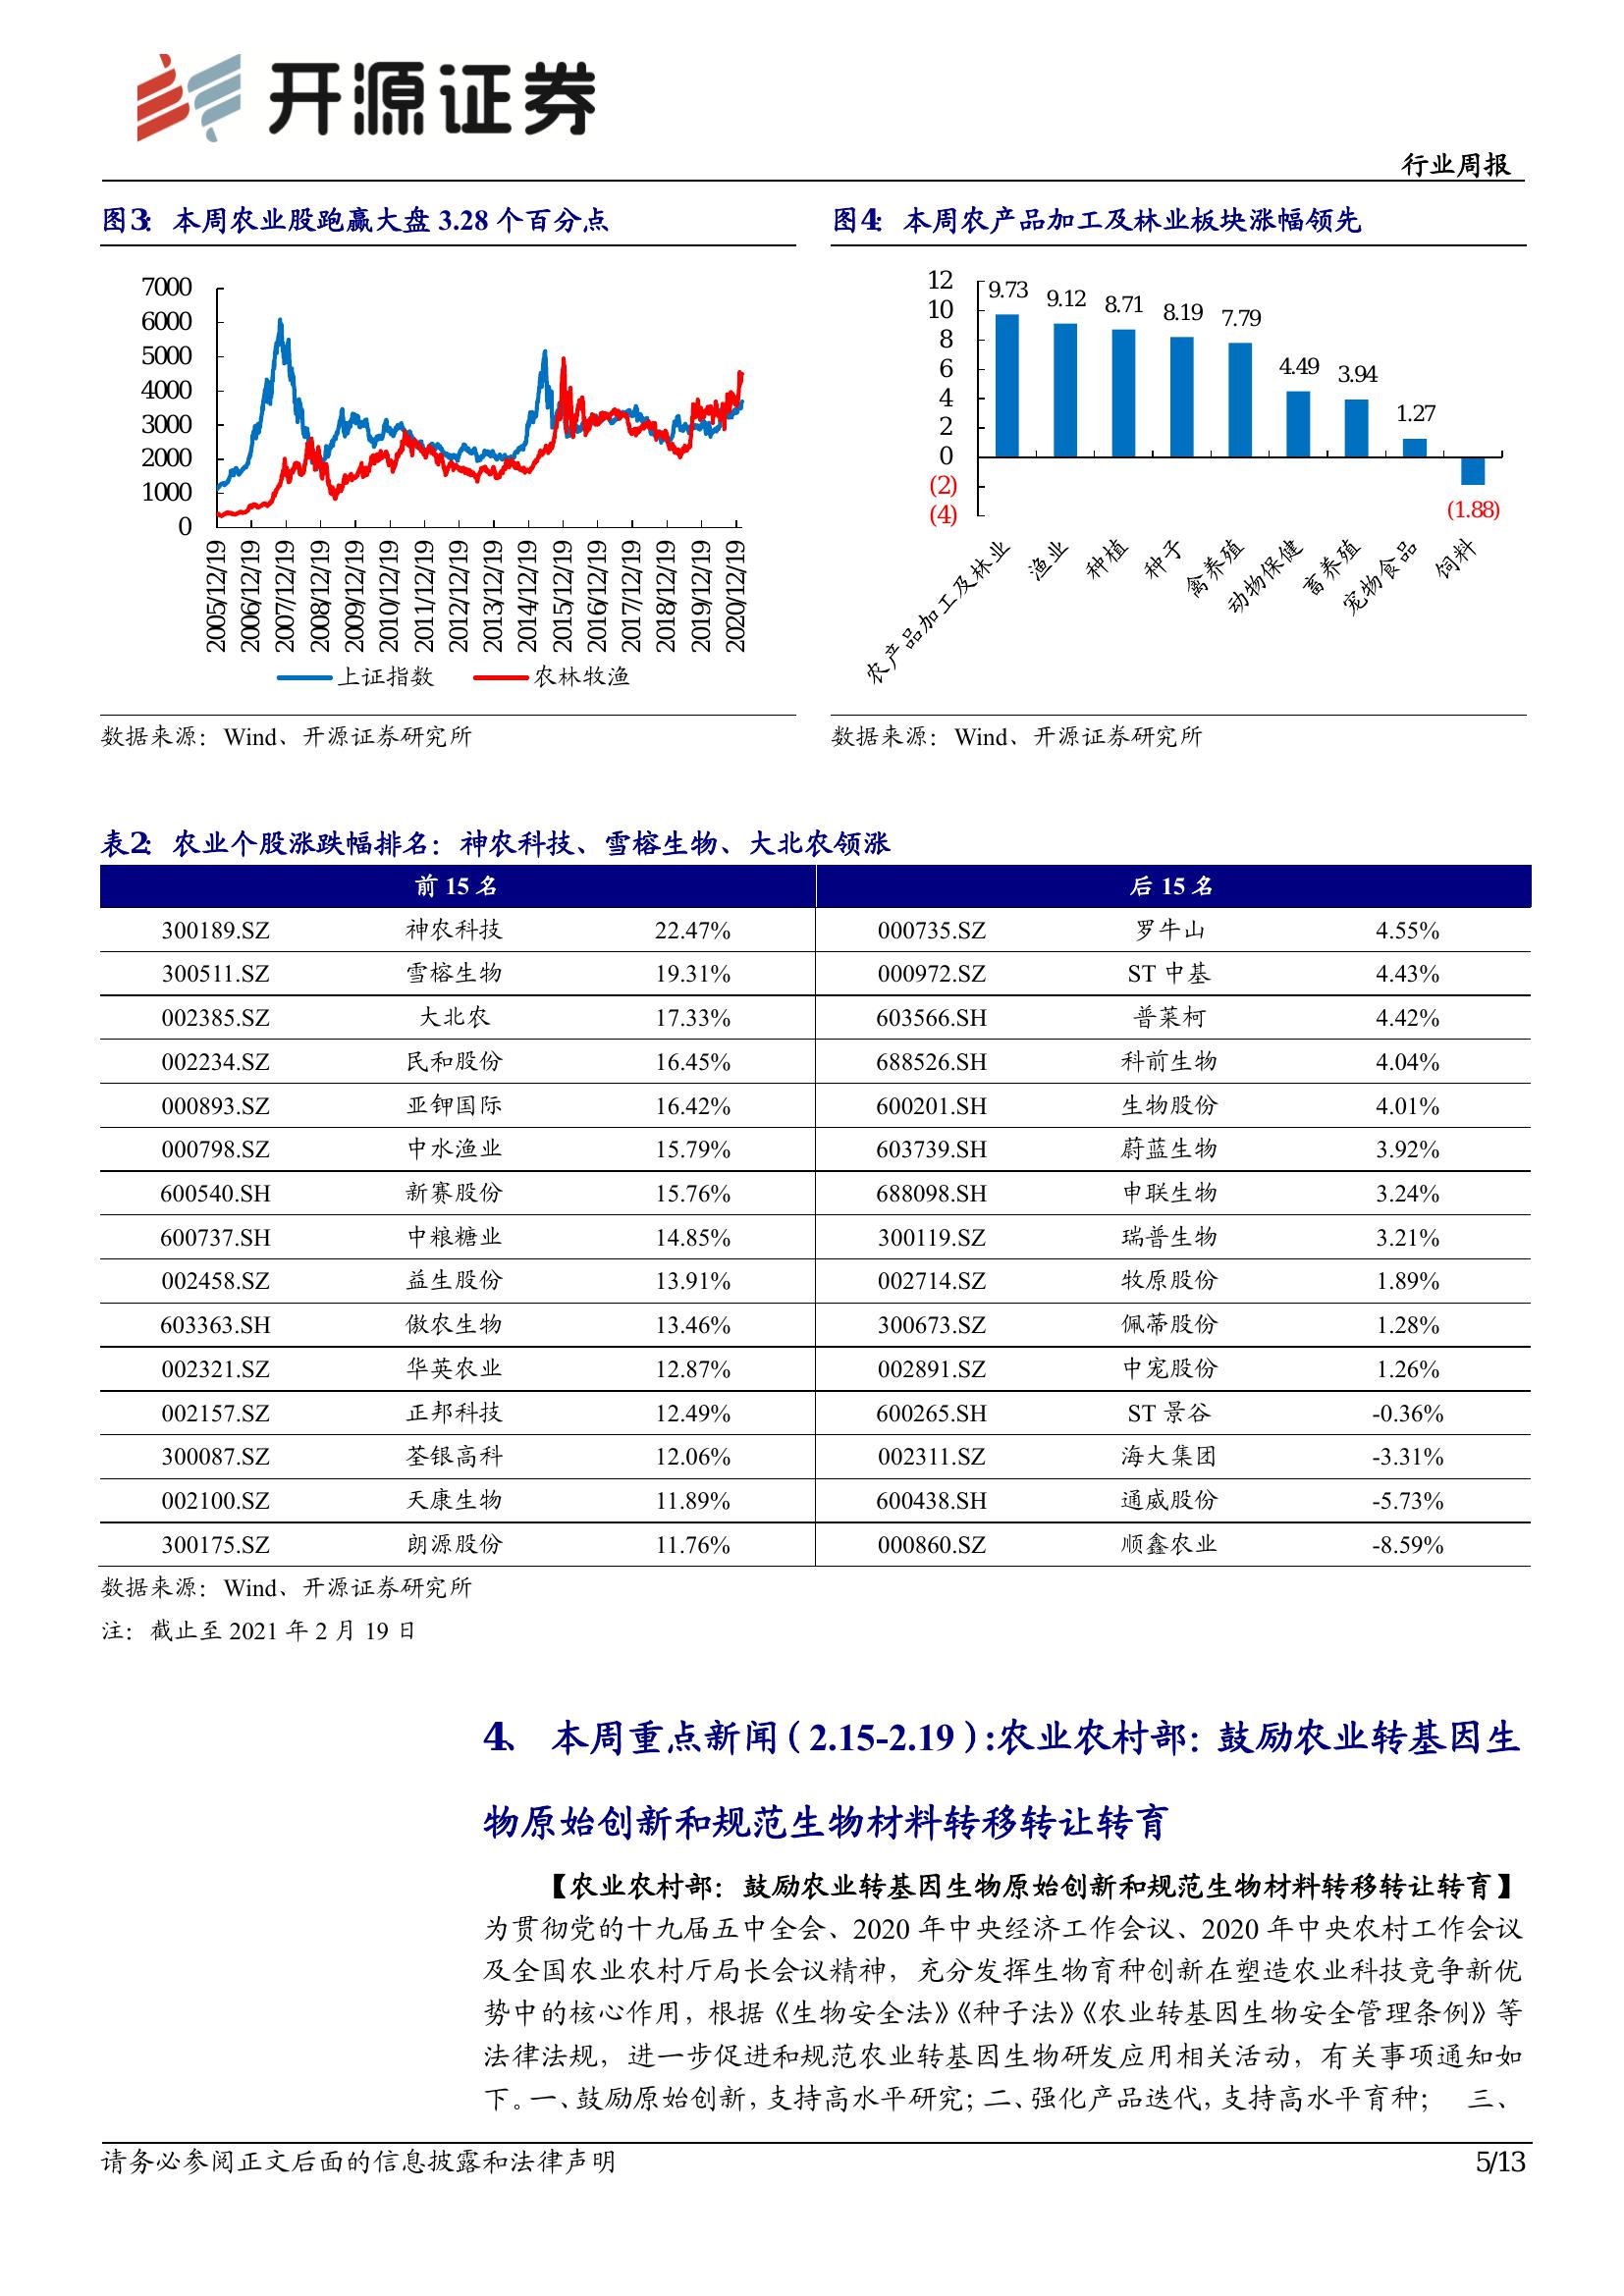 开源证券
行业周报
图3： 本周农业股跑赢大盘 3.28 个百分点
7000
6000
5000
4000
3000
2000
1000
0
2005/12/19
2006/12/19
2007/12/19
2008/12/19
2009/12/19
2010/12/19
2011/12/19
2012/12/19
2013/12/19
2014/12/19
2015/12/19
2016/12/19
2017/12/19
2018/12/19
2019/12/19
2020/12/19
上证指数 农林牧渔
数据来源：Wind、开源证券研究所
图4： 本周农产品加工及林业板块涨幅领先
12
10
8
6
4
2
0
(2)
(4)
9.73
9.12
8.71
8.19
7.79
4.49
3.94
1.27
(1.88)
农产品加工及林业
渔业
种植
种子
禽养殖
动物保健
畜养殖
宠物食品
饲料
数据来源：Wind、开源证券研究所
表2： 农业个股涨跌幅排名：神农科技、雪榕生物、大北农领涨
前 15 名 后 15 名
300189.SZ 神农科技 22.47% 000735.SZ 罗牛山 4.55%
300511.SZ 雪榕生物 19.31% 000972.SZ ST 中基 4.43%
002385.SZ 大北农 17.33% 603566.SH 普莱柯 4.42%
002234.SZ 民和股份 16.45% 688526.SH 科前生物 4.04%
000893.SZ 亚钾国际 16.42% 600201.SH 生物股份 4.01%
000798.SZ 中水渔业 15.79% 603739.SH 蔚蓝生物 3.92%
600540.SH 新赛股份 15.76% 688098.SH 申联生物 3.24%
600737.SH 中粮糖业 14.85% 300119.SZ 瑞普生物 3.21%
002458.SZ 益生股份 13.91% 002714.SZ 牧原股份 1.89%
603363.SH 傲农生物 13.46% 300673.SZ 佩蒂股份 1.28%
002321.SZ 华英农业 12.87% 002891.SZ 中宠股份 1.26%
002157.SZ 正邦科技 12.49% 600265.SH ST 景谷 -0.36%
300087.SZ 荃银高科 12.06% 002311.SZ 海大集团 -3.31%
002100.SZ 天康生物 11.89% 600438.SH 通威股份 -5.73%
300175.SZ 朗源股份 11.76% 000860.SZ 顺鑫农业 -8.59%
数据来源：Wind、开源证券研究所
注：截止至 2021 年 2 月 19 日
4、 本周重点新闻（2.15-2.19）:农业农村部：鼓励农业转基因生
物原始创新和规范生物材料转移转让转育
【农业农村部：鼓励农业转基因生物原始创新和规范生物材料转移转让转育】
为贯彻党的十九届五中全会、2020 年中央经济工作会议、2020 年中央农村工作会议
及全国农业农村厅局长会议精神，充分发挥生物育种创新在塑造农业科技竞争新优
势中的核心作用，根据《生物安全法》《种子法》《农业转基因生物安全管理条例》等
法律法规，进一步促进和规范农业转基因生物研发应用相关活动，有关事项通知如
下。一、鼓励原始创新，支持高水平研究；二、强化产品迭代，支持高水平育种； 三、
请务必参阅正文后面的信息披露和法律声明 5/13